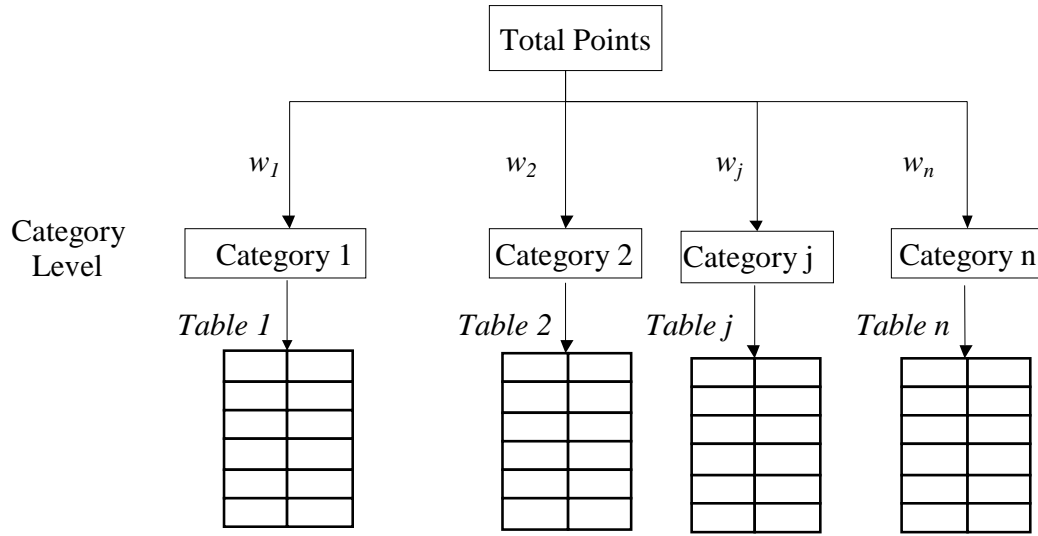 Total Points
w1
w2
wj
wn
Category
Level
Category 1
Category 2
Category j
Category n
Table 1
Table 2
Table j
Table n